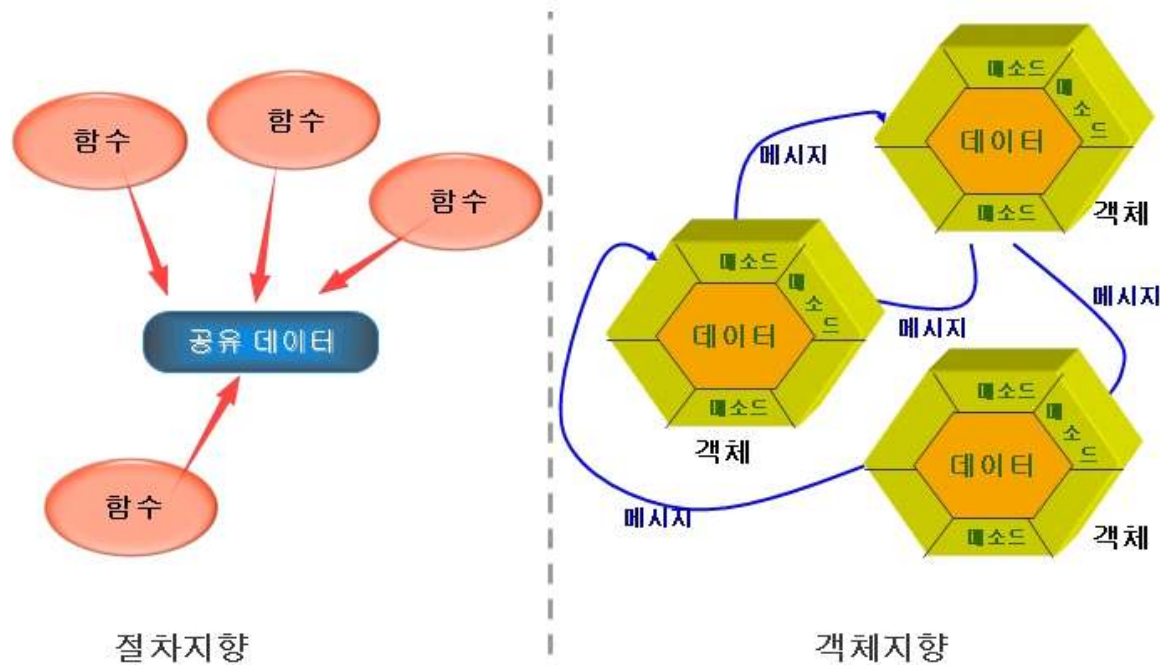 함수
함수
함수
공유 데이터
함수
절차지향
메소드
메소드
데이터
메소드
객체
메시지
메소드
메소드
데이터
메소드
객체
메시지
메시지
메소드
메소드
데이터
메소드
객체
메시지
객체지향